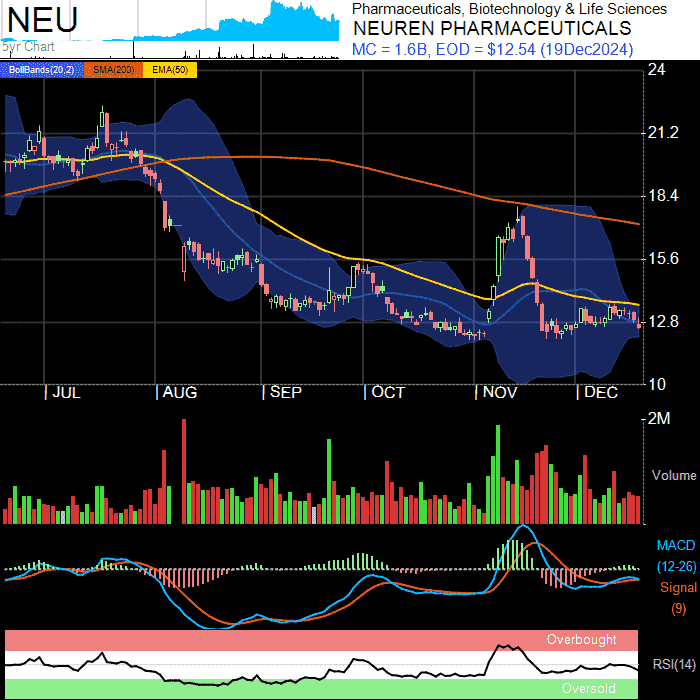 NEU
5yr Chart
Pharmaceuticals, Biotechnology & Life Sciences
NEUREN PHARMACEUTICALS
MC = 1.6B, EOD = $12.54 (19Dec2024)
BollBands(20,2) SMA(200) EMA(50)
24
21.2
18.4
15.6
12.8
10
JUL AUG SEP OCT NOV DEC
2M
Volume
MACD
(12-26)
Signal
(9)
Overbought
RSI(14)
Oversold